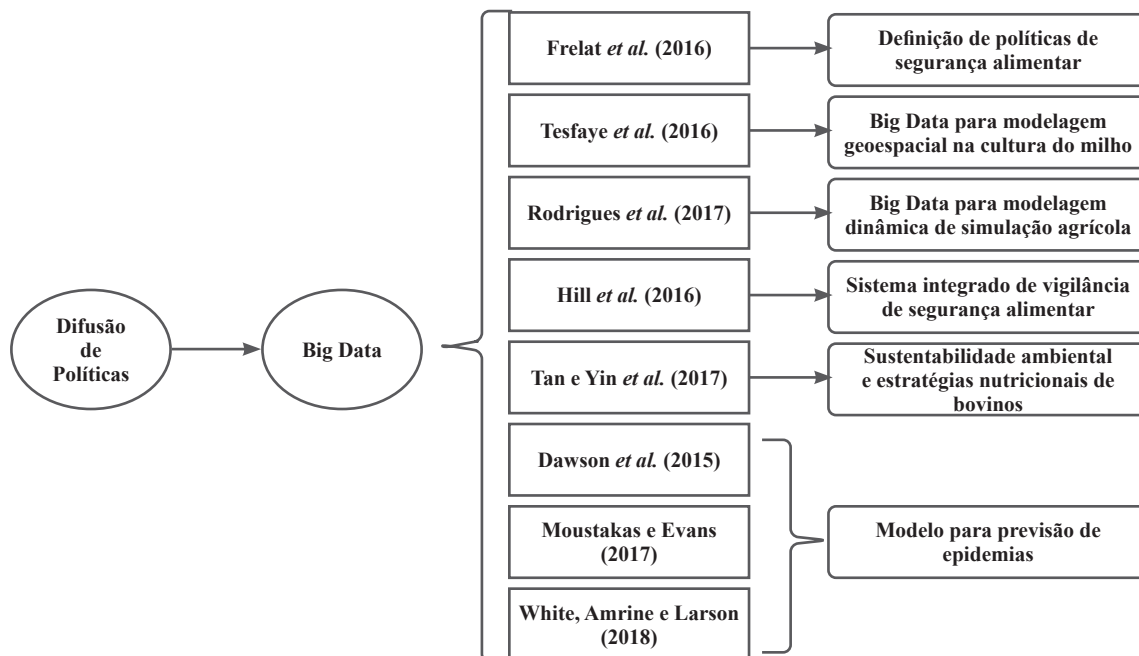 Difusão
de
Políticas
Big Data
Frelat et al. (2016)
Definição de políticas de
segurança alimentar
Tesfaye et al. (2016)
Big Data para modelagem
geoespacial na cultura do milho
Rodrigues et al. (2017)
Big Data para modelagem
dinâmica de simulação agrícola
Hill et al. (2016)
Sistema integrado de vigilância
de segurança alimentar
Tan e Yin et al. (2017)
Sustentabilidade ambiental
e estratégias nutricionais de
bovinos
Dawson et al. (2015)
Moustakas e Evans
(2017)
White, Amrine e Larson
(2018)
Modelo para previsão de
epidemias